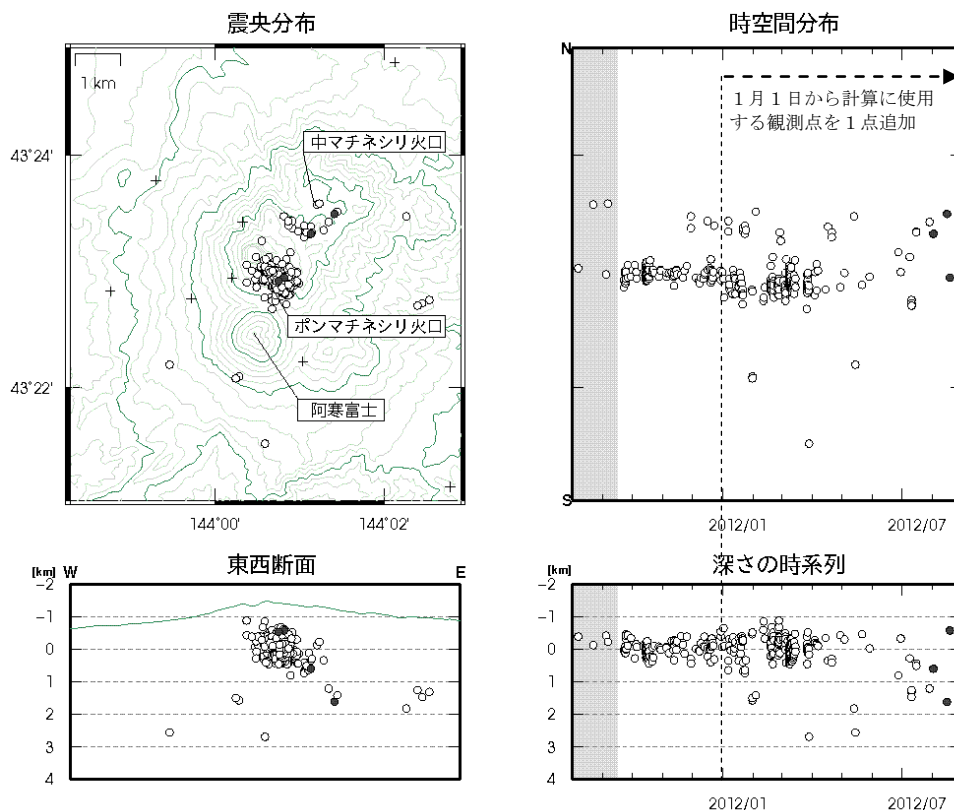 震央分布
1 km
43˚24'
43˚22'
144˚00'
144˚02'
中マチネシリ火口
ポンマチネシリ火口
阿寒富士
時空間分布
N
S
1月1日から計算に使用
する観測点を1点追加
2012/01
2012/07
東西断面
[km]
W
E
-2
-1
0
1
2
3
4
深さの時系列
[km]
-2
-1
0
1
2
3
4
2012/01
2012/07